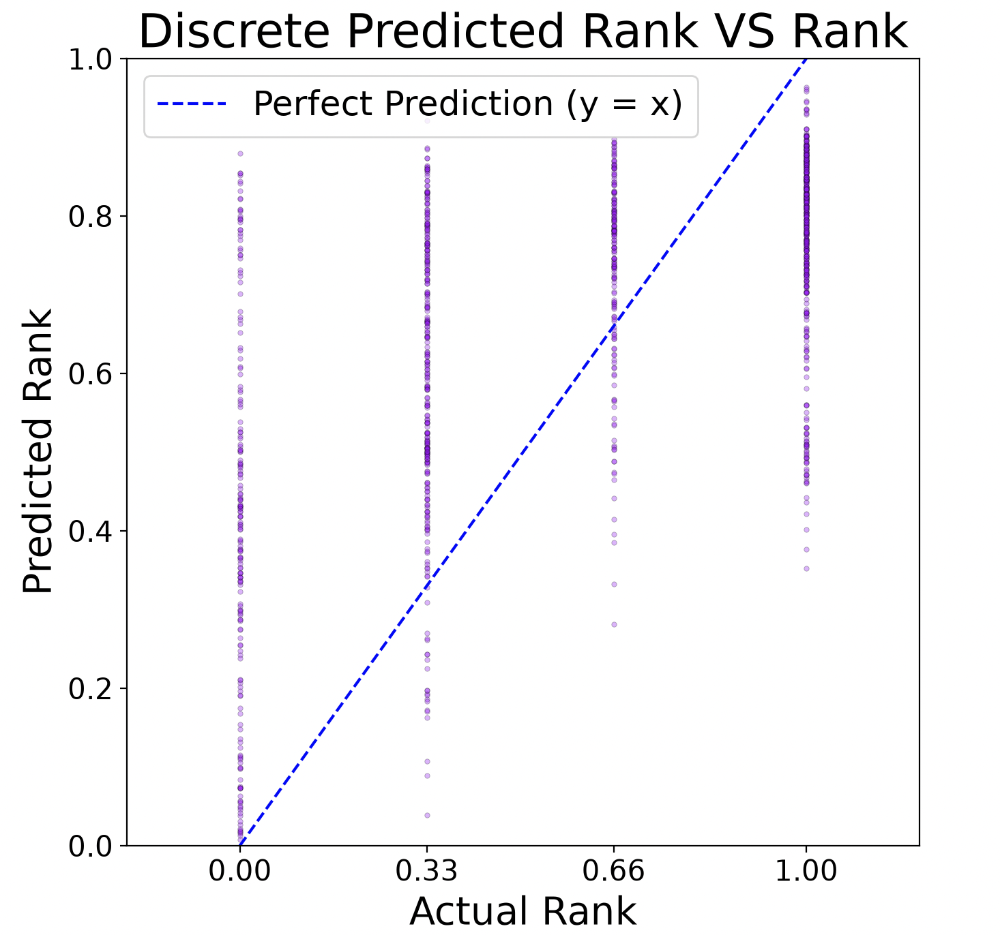 Discrete Predicted Rank VS Rank
Perfect Prediction (y = x)
Predicted Rank
1.0
0.8
0.6
0.4
0.2
0.0
0.00 0.33 0.66 1.00
Actual Rank